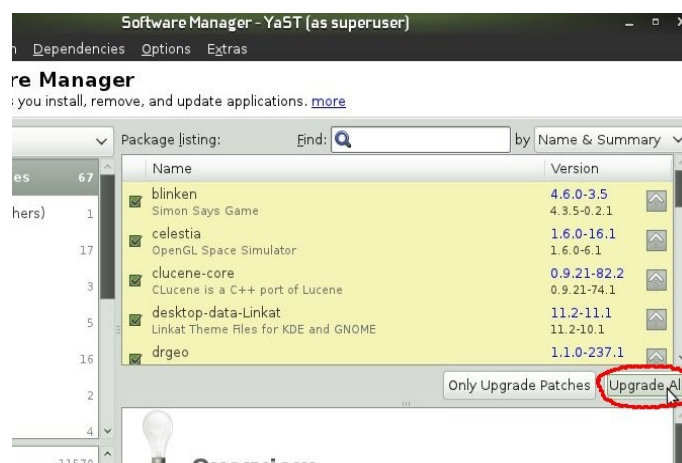 Software Manager - YaST (as superuser)
Dependencies Options Extras
re Manager
you install, remove, and update applications. more
Package listing: Find: by Name & Summary
Name Version
es 67
blinken 4.6.0-3.5
Simon Says Game 4.3.5-0.2.1
hers) 1
celestia 1.6.0-16.1
OpenGL Space Simulator 1.6.0-6.1
17
clucene-core 0.9.21-82.2
CLucene is a C++ port of Lucene 0.9.21-74.1
3
desktop-data-Linkat 11.2-11.1
Linkat Theme Files for KDE and GNOME 11.2-10.1
5
drgeo 1.1.0-237.1
16
Only Upgrade Patches Upgrade Al
2
4